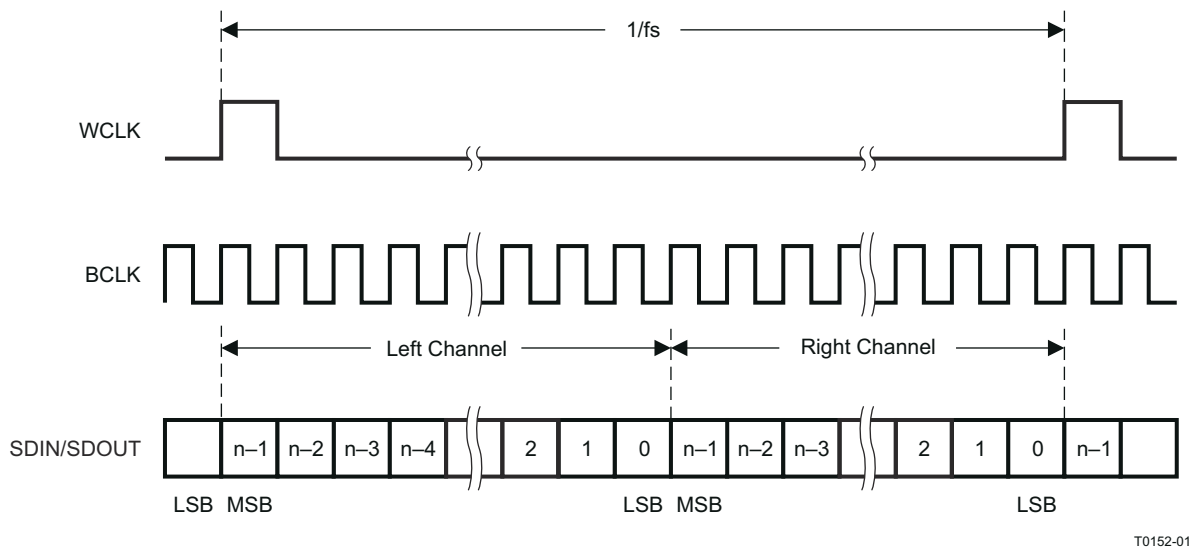 1/fs
WCLK
BCLK
Left Channel Right Channel
SDIN/SDOUT n–1 n–2 n–3 n–4 2 1 0 n–1 n–2 n–3 2 1 0 n–1
LSB MSB LSB MSB LSB
T0152-01